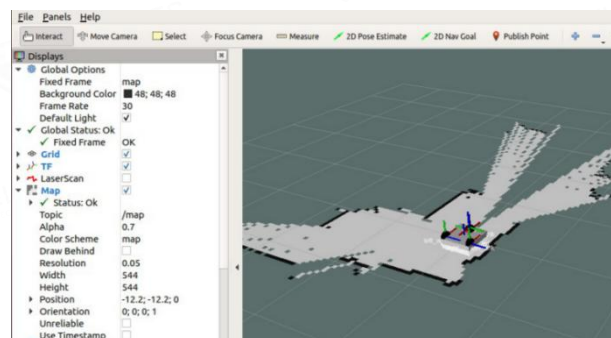 File Panels Help
Interact Move Camera Select Focus Camera Measure 2D Pose Estimate 2D Nav Goal Publish Point
Displays
Global Options
Fixed Frame map
Background Color 48; 48; 48
Frame Rate 30
Default Light
Global Status: Ok
Fixed Frame OK
Grid
TF
LaserScan
Map
Status: Ok
Topic /map
Alpha 0.7
Color Scheme map
Draw Behind
Resolution 0.05
Width 544
Height 544
Position -12.2; -12.2; 0
Orientation 0; 0; 0; 1
Unreliable
Use Timestamp